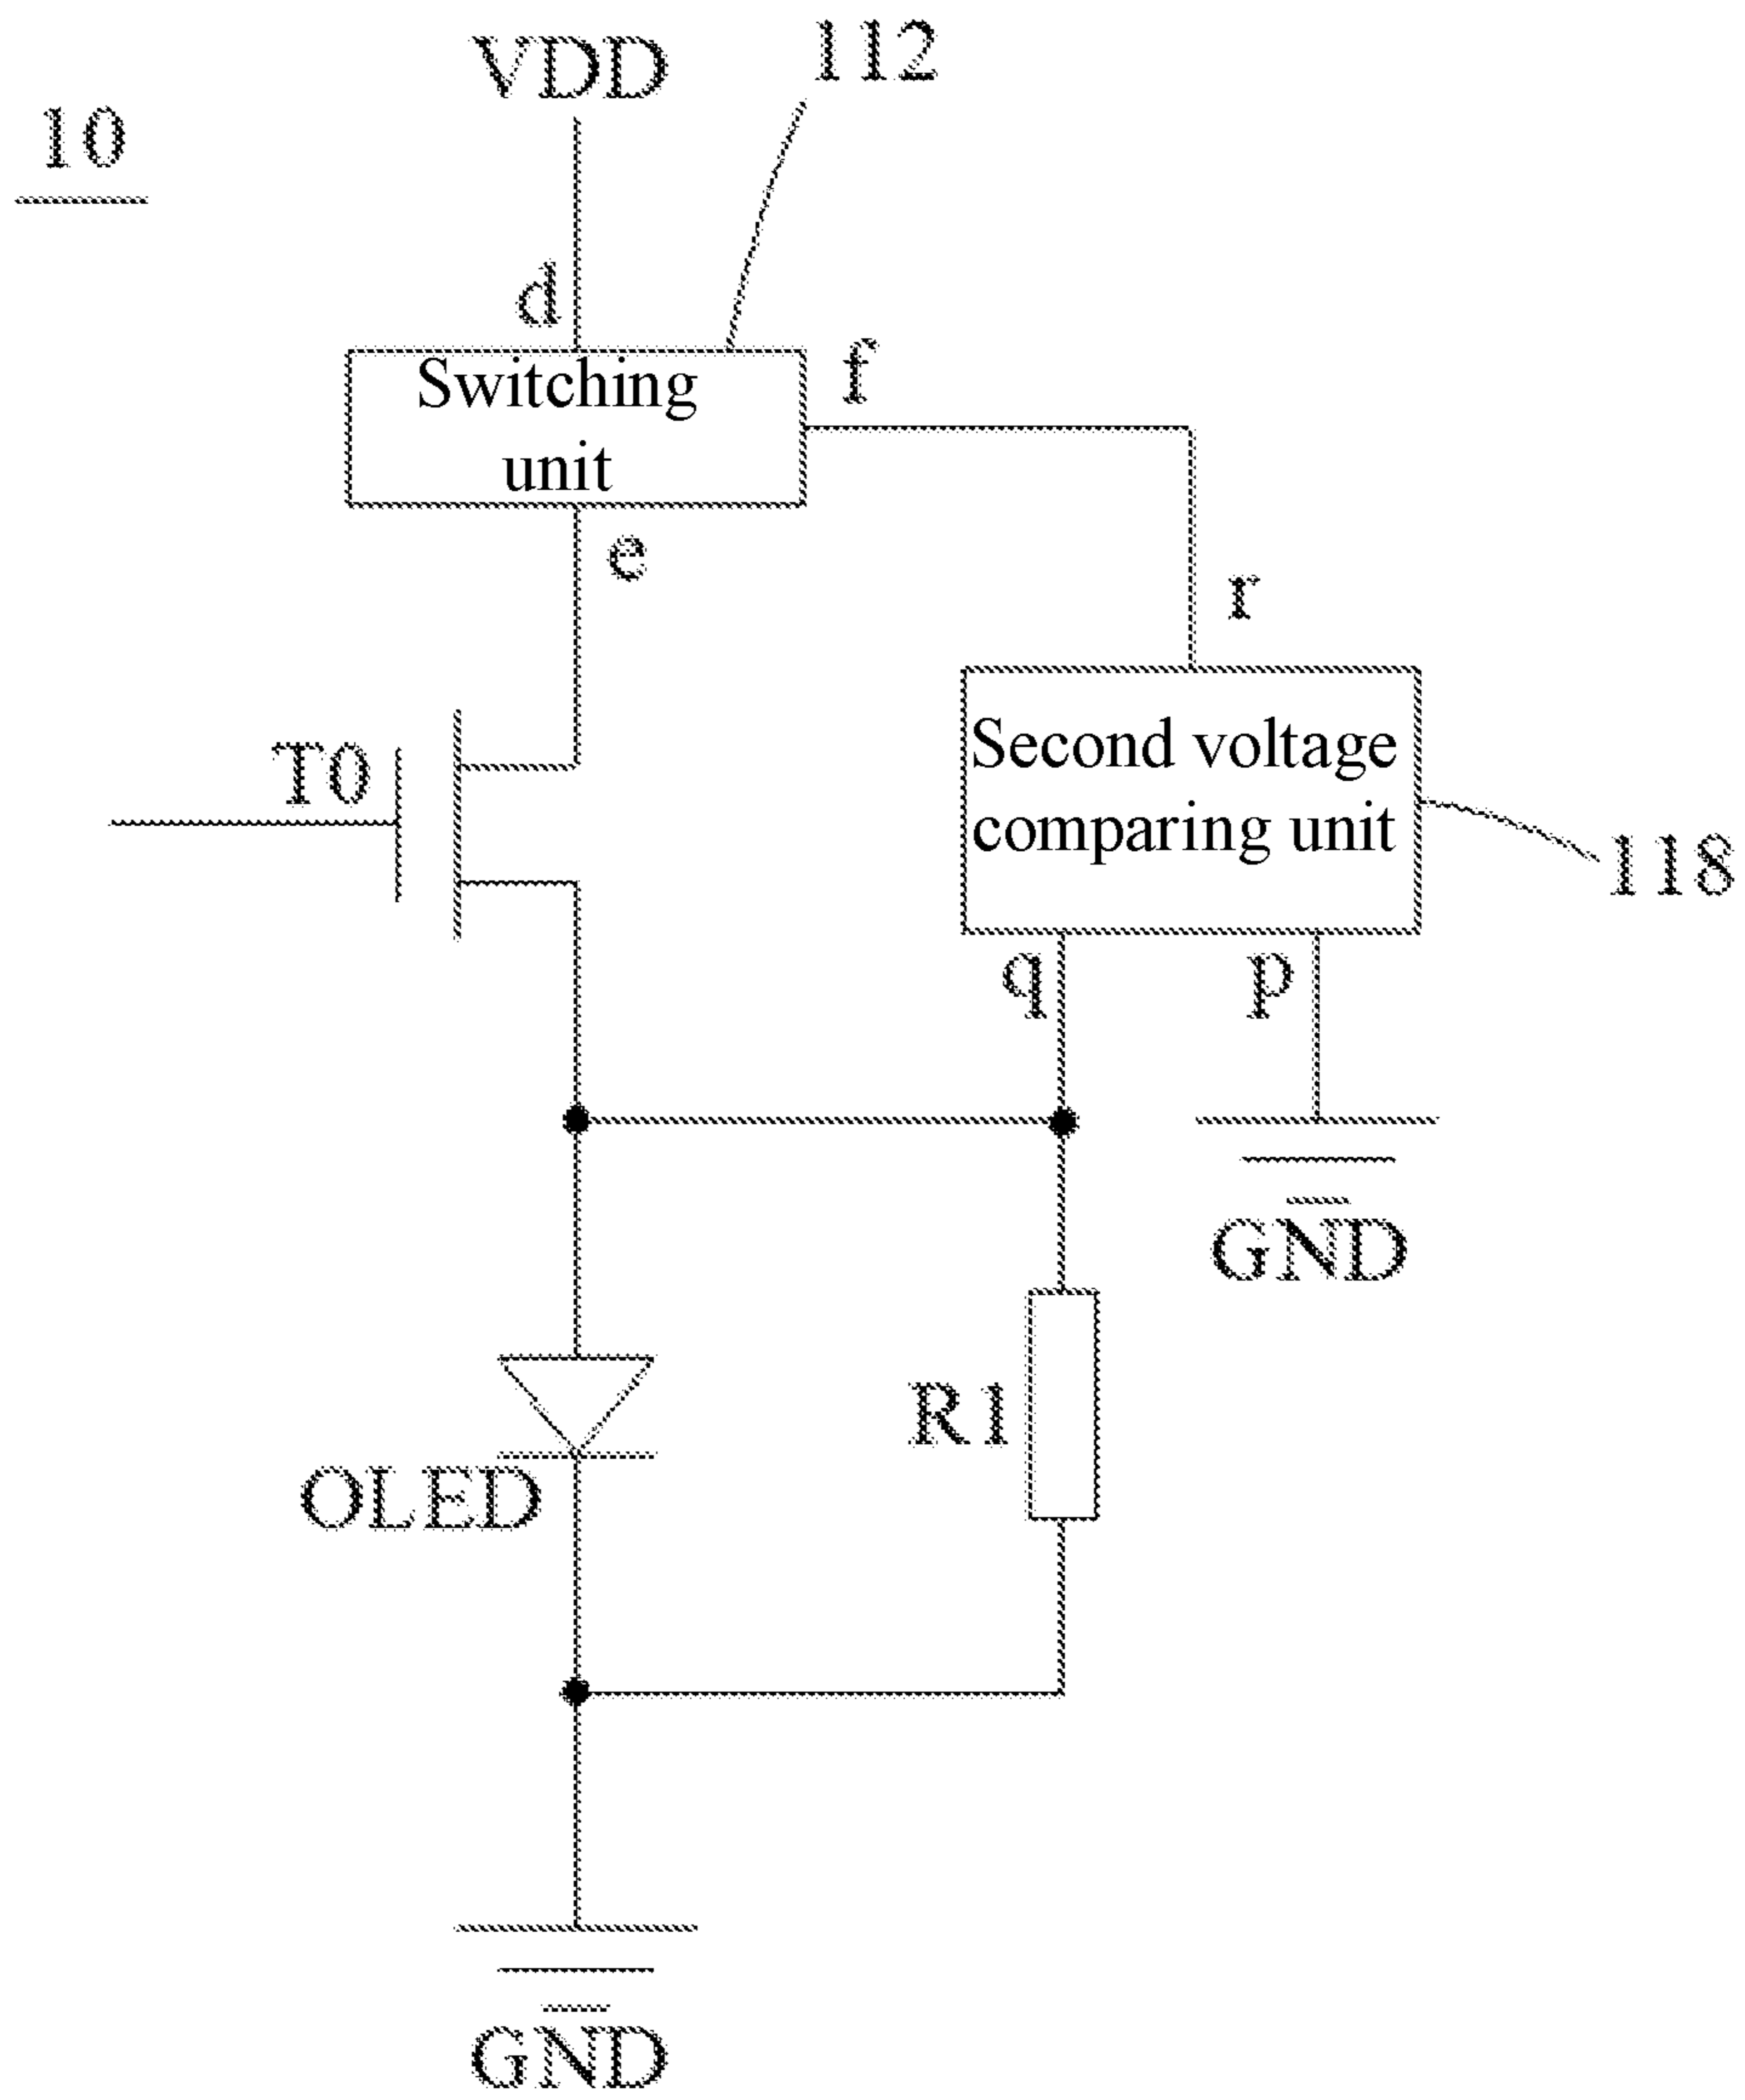 VDD
112
10
d
f
Switching
unit
e
r
T0
Second voltage
comparing unit
118
q
p
GND
R1
OLED
GND